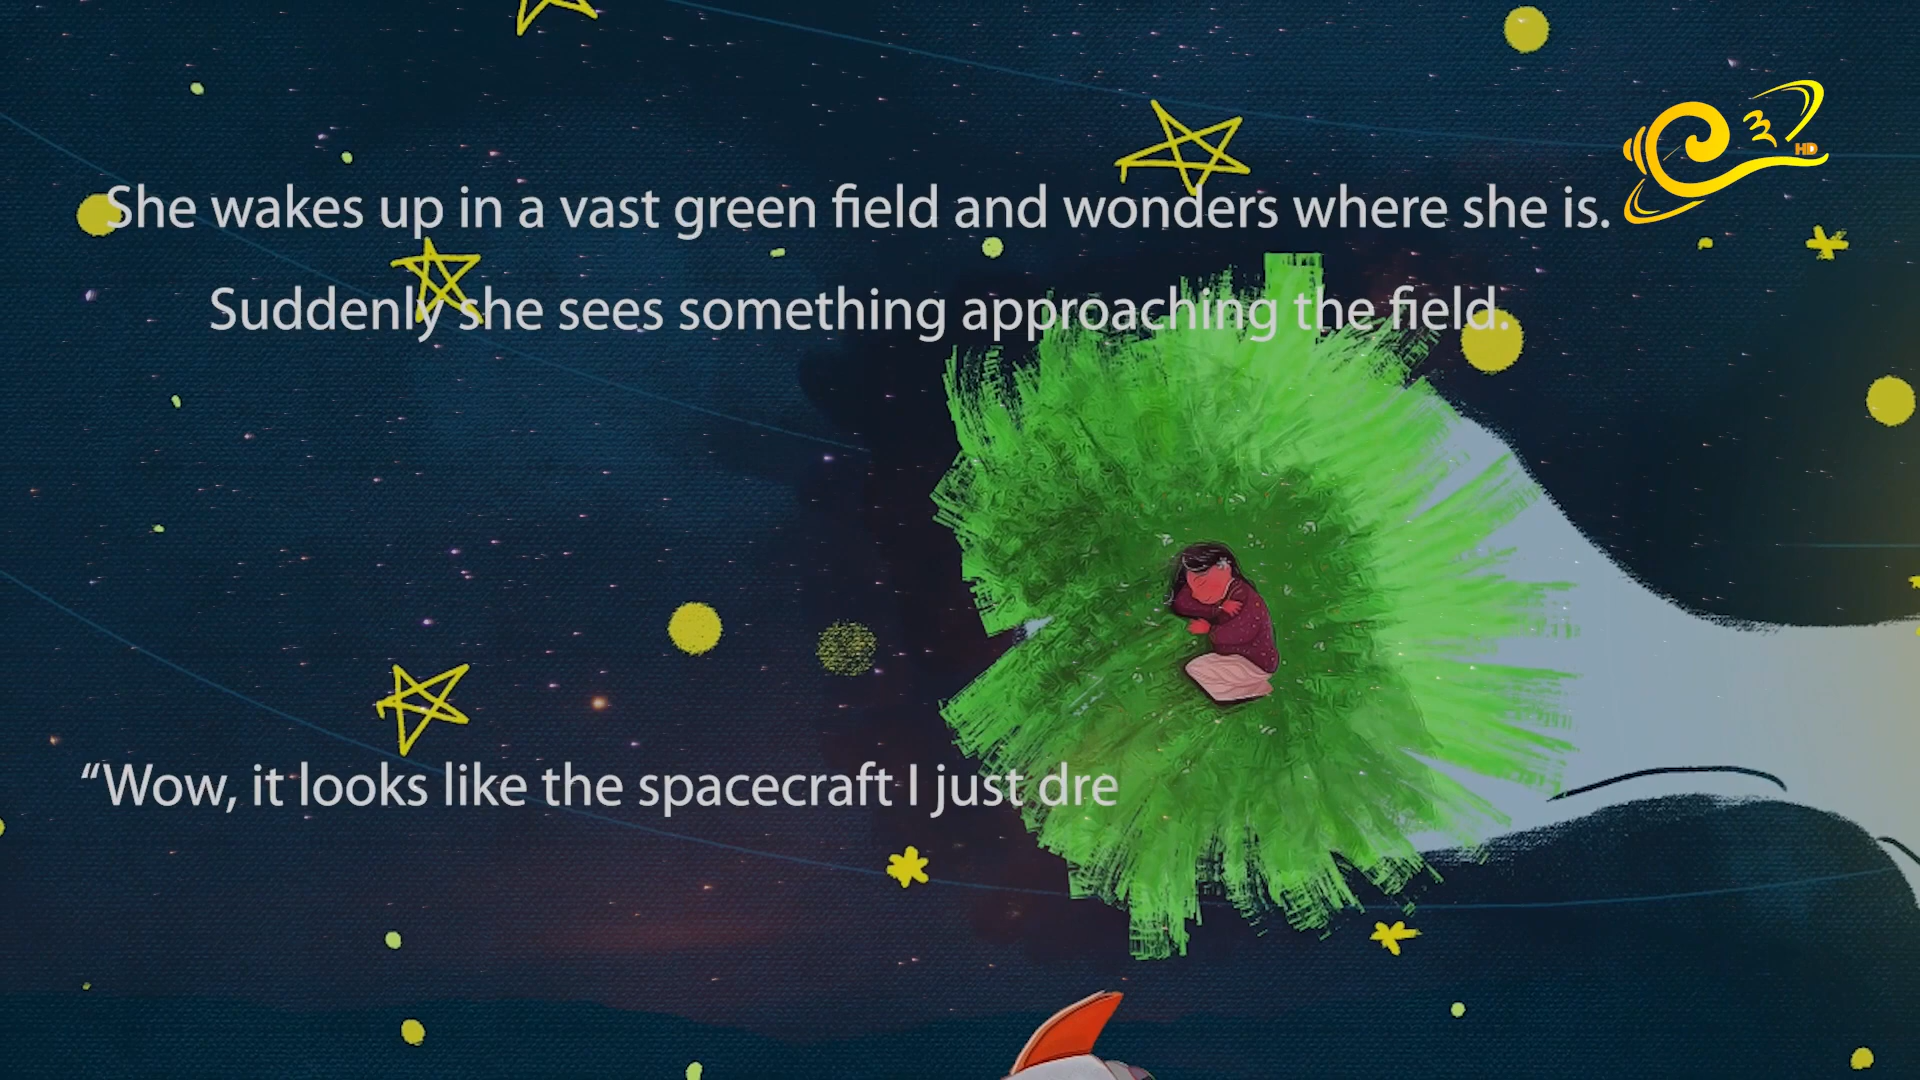 She wakes up in a vast green field and wonders where she is.
Suddenly she sees something approaching the field.
“Wow, it looks like the spacecraft I just dre
HD